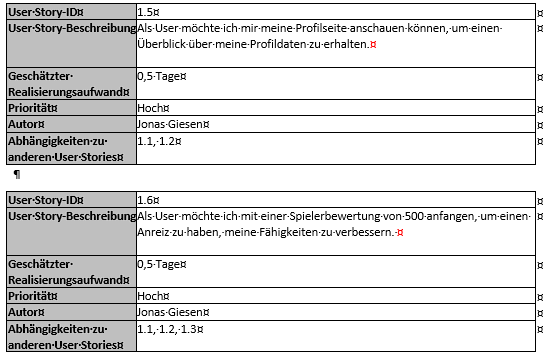 User·Story-ID¤ 1.5¤ ¤
User·Story-Beschreibung Als·User·möchte·ich·mir·meine·Profilseite·anschauen·können,·um·einen· ¤
Überblick·über·meine·Profildaten·zu·erhalten.¤
Geschätzter· 0,5·Tage¤ ¤
Realisierungsaufwand¤
Priorität¤ Hoch¤ ¤
Autor¤ Jonas·Giesen¤ ¤
Abhängigkeiten·zu· 1.1,·1.2¤ ¤
anderen·User·Stories¤
¶
User·Story-ID¤ 1.6¤ ¤
User·Story-Beschreibung Als·User·möchte·ich·mit·einer·Spielerbewertung·von·500·anfangen,·um·einen· ¤
Anreiz·zu·haben,·meine·Fähigkeiten·zu·verbessern.·¤
Geschätzter· 0,5·Tage¤ ¤
Realisierungsaufwand¤
Priorität¤ Hoch¤ ¤
Autor¤ Jonas·Giesen¤ ¤
Abhängigkeiten·zu· 1.1,·1.2,·1.3¤ ¤
anderen·User·Stories¤